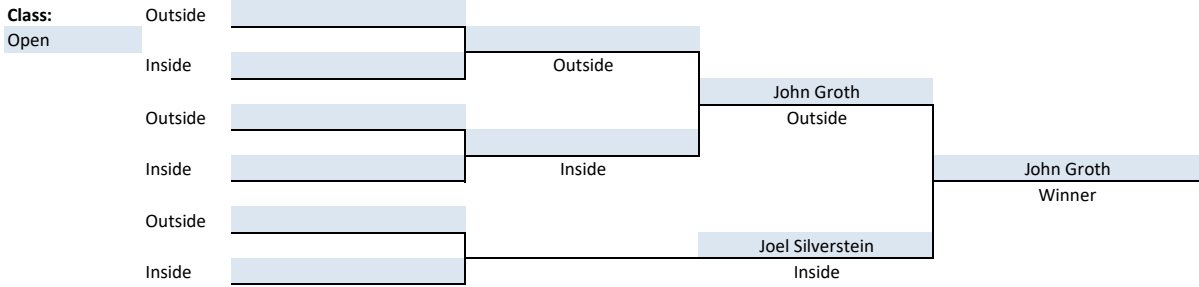 Class:
Outside
Open
Inside
Outside
John Groth
Outside
Outside
Inside
Inside
John Groth
Winner
Outside
Joel Silverstein
Inside
Inside